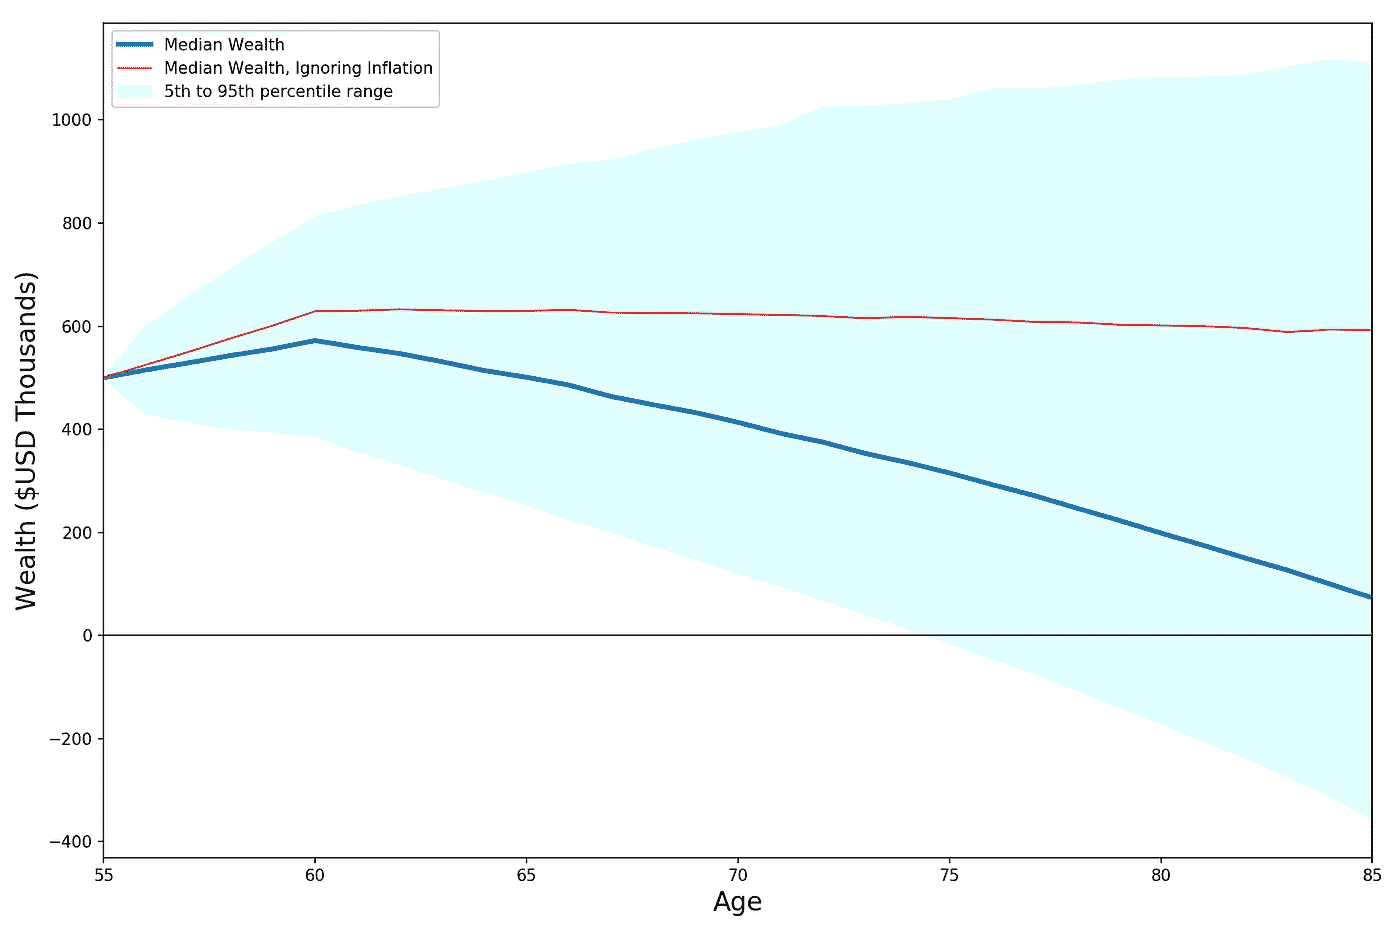 Median Wealth
Median Wealth, Ignoring Inflation
5th to 95th percentile range
Wealth ($USD Thousands)
1000
800
600
400
200
0
−200
−400
55 60 65 70 75 80 85
Age